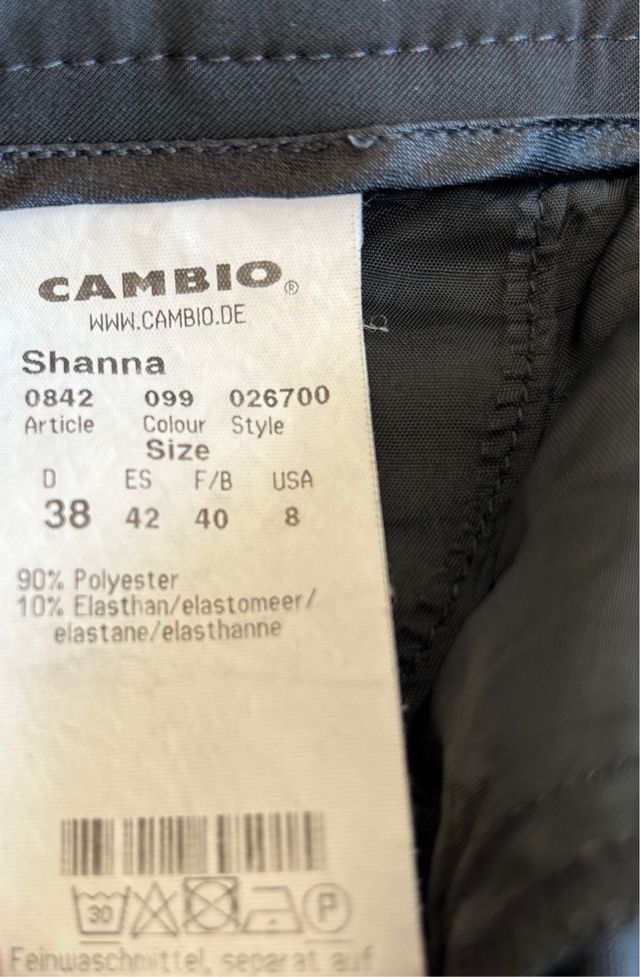 CAMBIO®
WWW.CAMBIO.DE
Shanna
0842 099 026700
Article Colour Style
Size
D ES F/B USA
38 42 40 8
90% Polyester
10% Elasthan/elastomeer/
elastane/elasthanne
30 P
Feinwaschmittel, separat auf